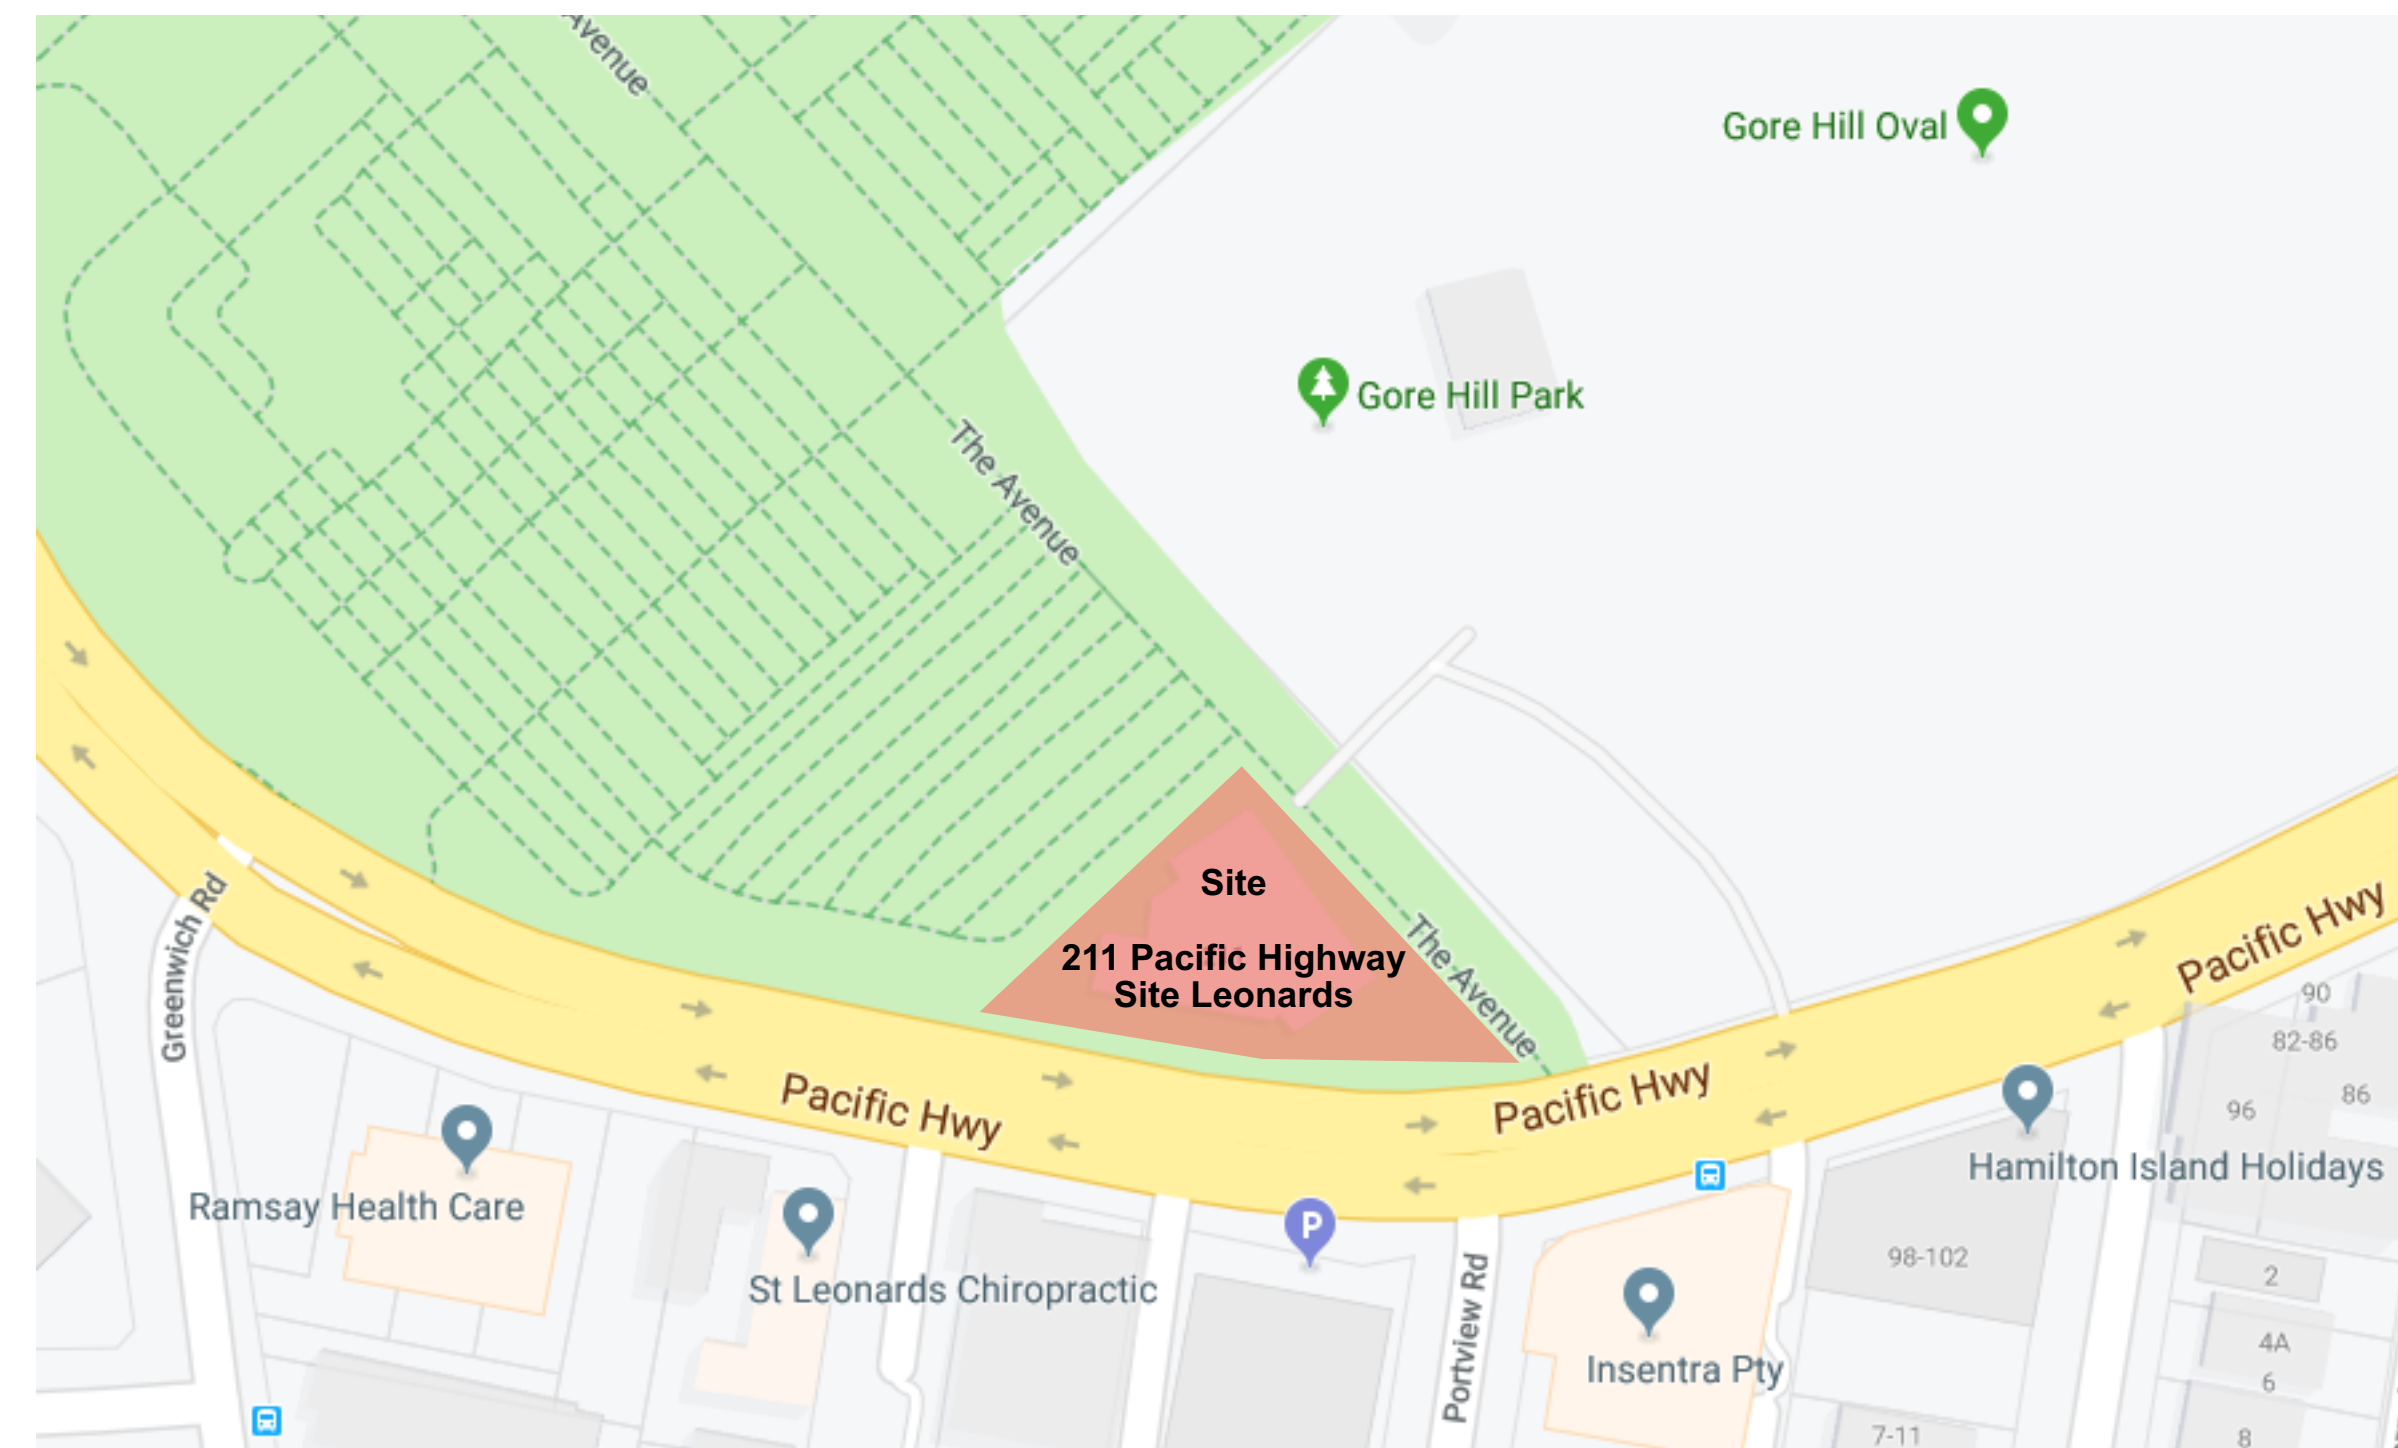 Avenue
Gore Hill Oval
Gore Hill Park
The Avenue
Site
211 Pacific Highway
Site Leonards
The Avenue
Greenwich Rd
Pacific Hwy
Pacific Hwy
Pacific Hwy
90
82-86
86
96
Hamilton Island Holidays
Ramsay Health Care
P
St Leonards Chiropractic
98-102
2
Portview Rd
Insentra Pty
4A
6
7-11
8